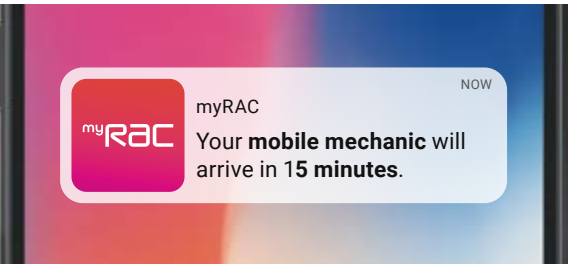 NOW
myRAC
myRAC
Your mobile mechanic will
arrive in 15 minutes.